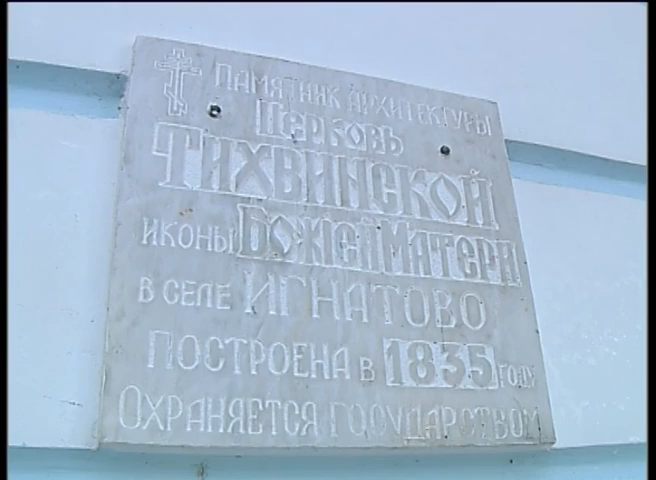 Памятник архитектуры
Церковь
Тихвинской
иконы Божией Матери
в селе Игнатово
построена в 1835 году
Охраняется государством